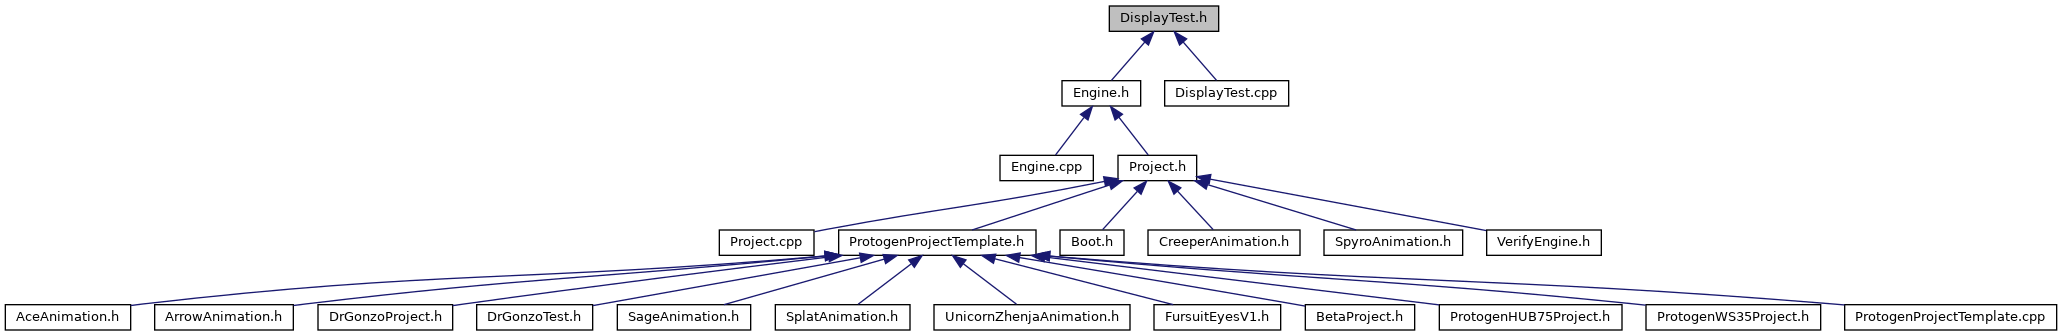 DisplayTest.h
Engine.h
DisplayTest.cpp
Engine.cpp
Project.h
Project.cpp
ProtogenProjectTemplate.h
Boot.h
CreeperAnimation.h
SpyroAnimation.h
VerifyEngine.h
AceAnimation.h
ArrowAnimation.h
DrGonzoProject.h
DrGonzoTest.h
SageAnimation.h
SplatAnimation.h
UnicornZhenjaAnimation.h
FursuitEyesV1.h
BetaProject.h
ProtogenHUB75Project.h
ProtogenWS35Project.h
ProtogenProjectTemplate.cpp